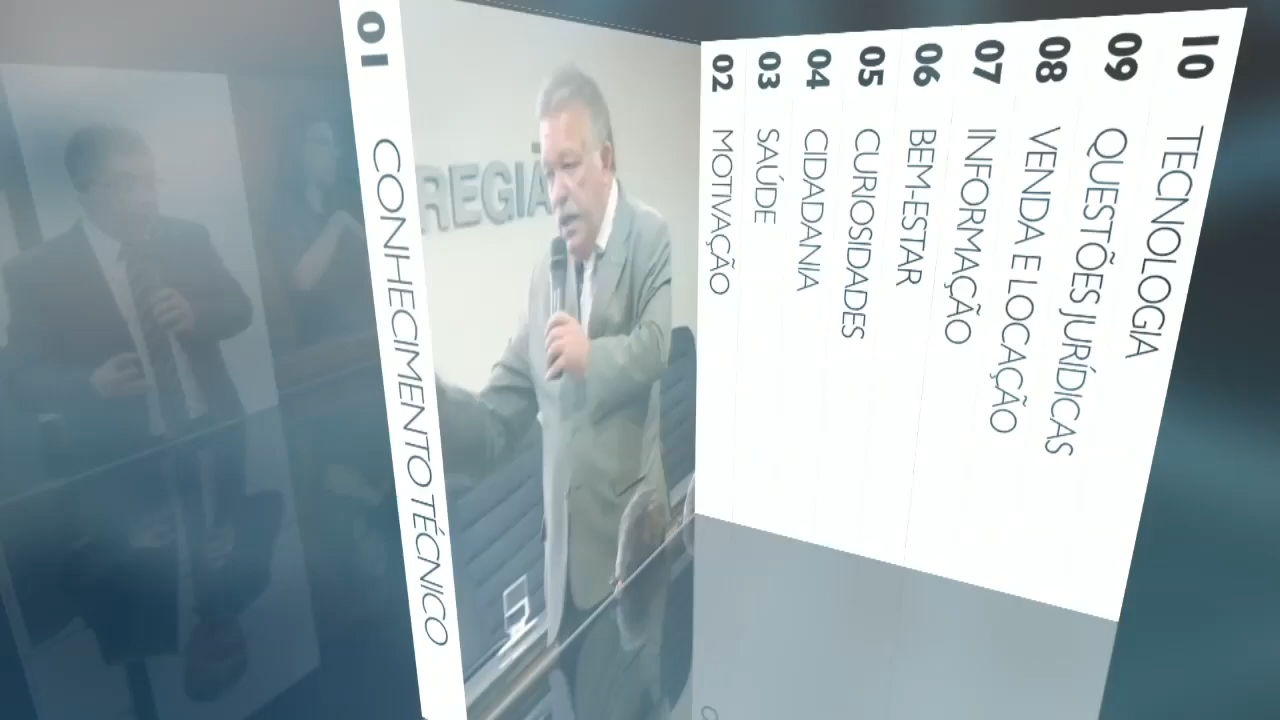 01 CONHECIMENTO TÉCNICO
REGIÃ
02 MOTIVAÇÃO
03 SAÚDE
04 CIDADANIA
05 CURIOSIDADES
06 BEM-ESTAR
07 INFORMAÇÃO
08 VENDA E LOCAÇÃO
09 QUESTÕES JURÍDICAS
10 TECNOLOGIA